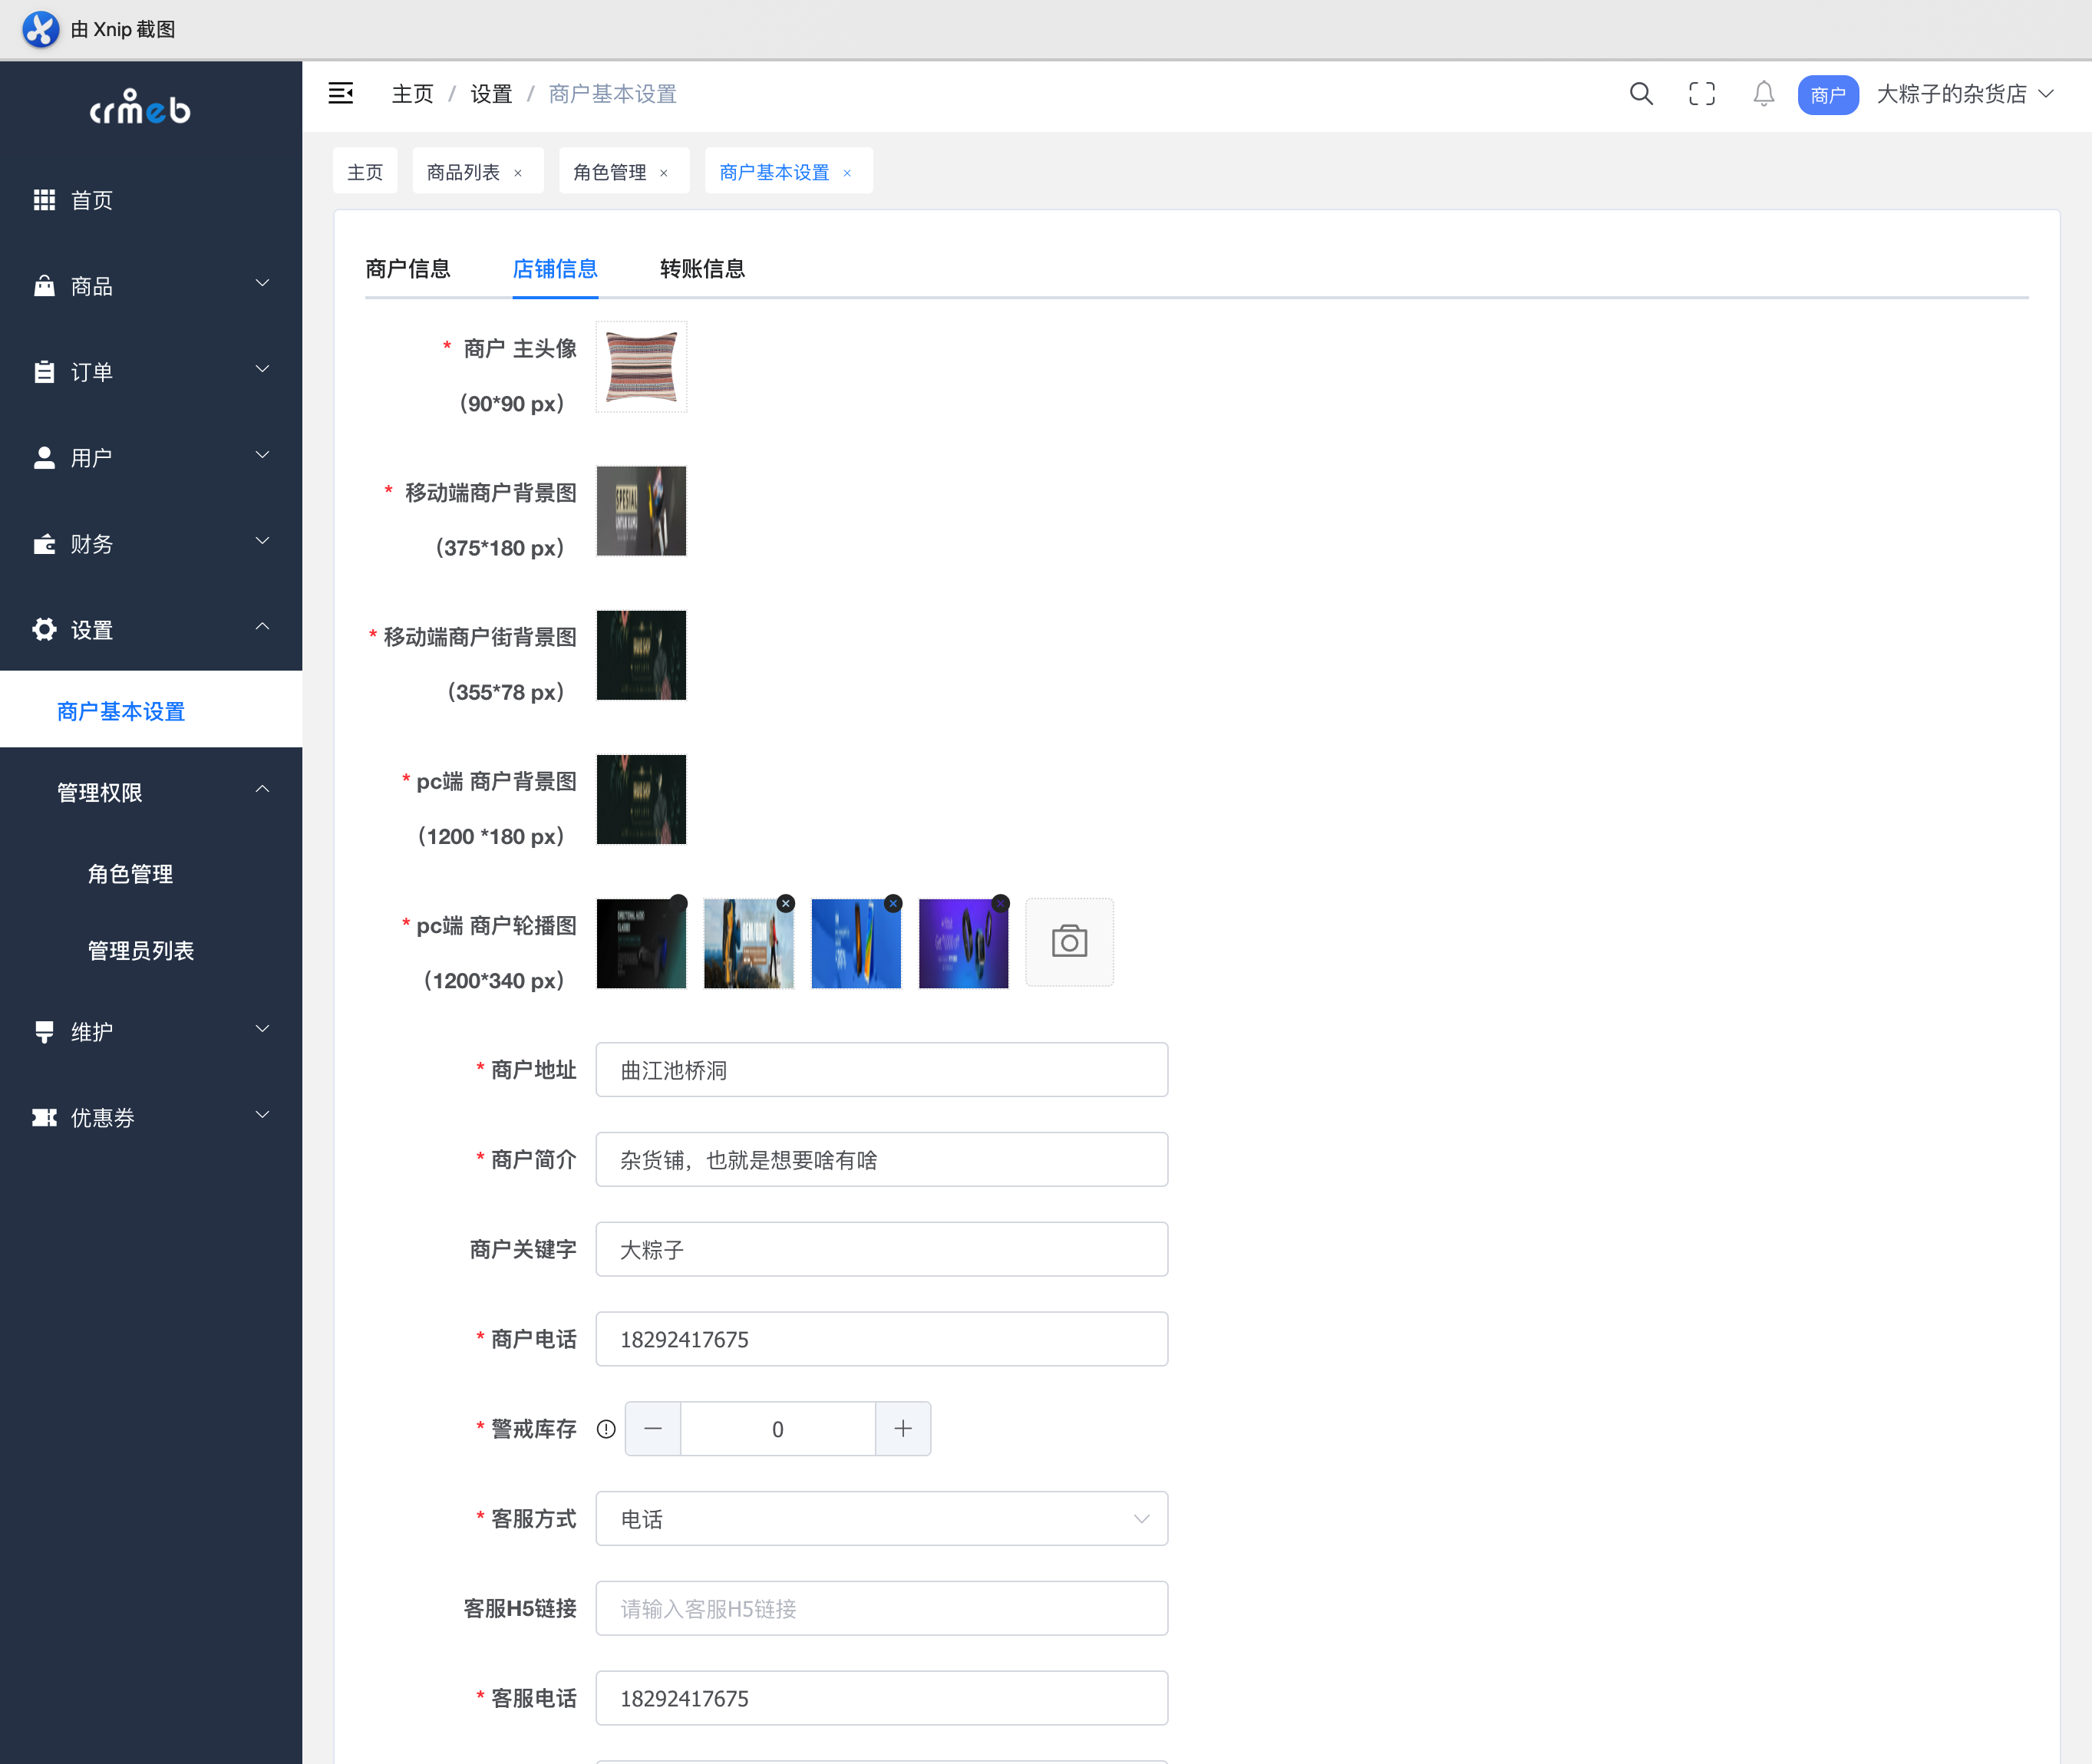 由 Xnip 截图
crmeb
主页 / 设置 / 商户基本设置
商户
大粽子的杂货店
主页
商品列表 ×
角色管理 ×
商户基本设置 ×
首页
商品
订单
用户
财务
设置
商户基本设置
管理权限
角色管理
管理员列表
维护
优惠券
商户信息
店铺信息
转账信息
* 商户 主头像
（90*90 px）
* 移动端商户背景图
（375*180 px）
SPESIAL
UNTUK KAMU
* 移动端商户街背景图
（355*78 px）
* pc端 商户背景图
（1200 *180 px）
* pc端 商户轮播图
（1200*340 px）
* 商户地址
曲江池桥洞
* 商户简介
杂货铺，也就是想要啥有啥
商户关键字
大粽子
* 商户电话
18292417675
* 警戒库存
0
* 客服方式
电话
客服H5链接
请输入客服H5链接
* 客服电话
18292417675